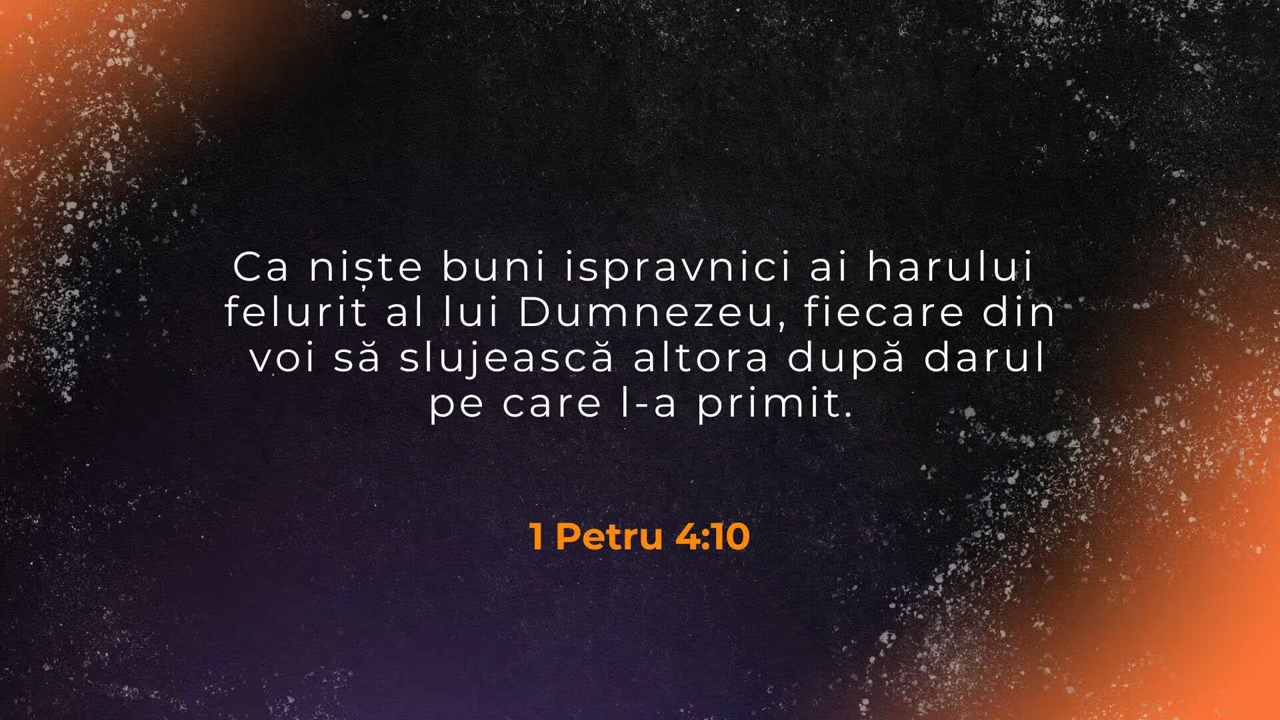 Ca niște buni ispravnici ai harului
felurit al lui Dumnezeu, fiecare din
voi să slujească altora după darul
pe care l-a primit.
1 Petru 4:10